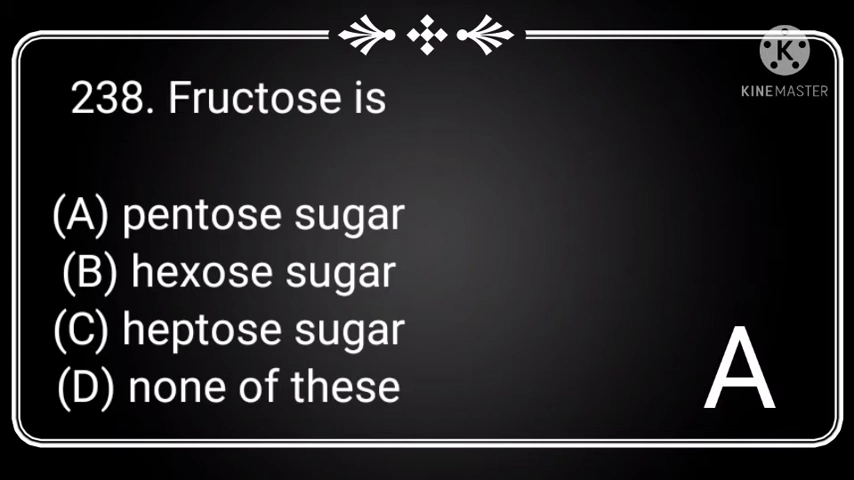 238. Fructose is
(A) pentose sugar
(B) hexose sugar
(C) heptose sugar
(D) none of these
A
K
KINEMASTER